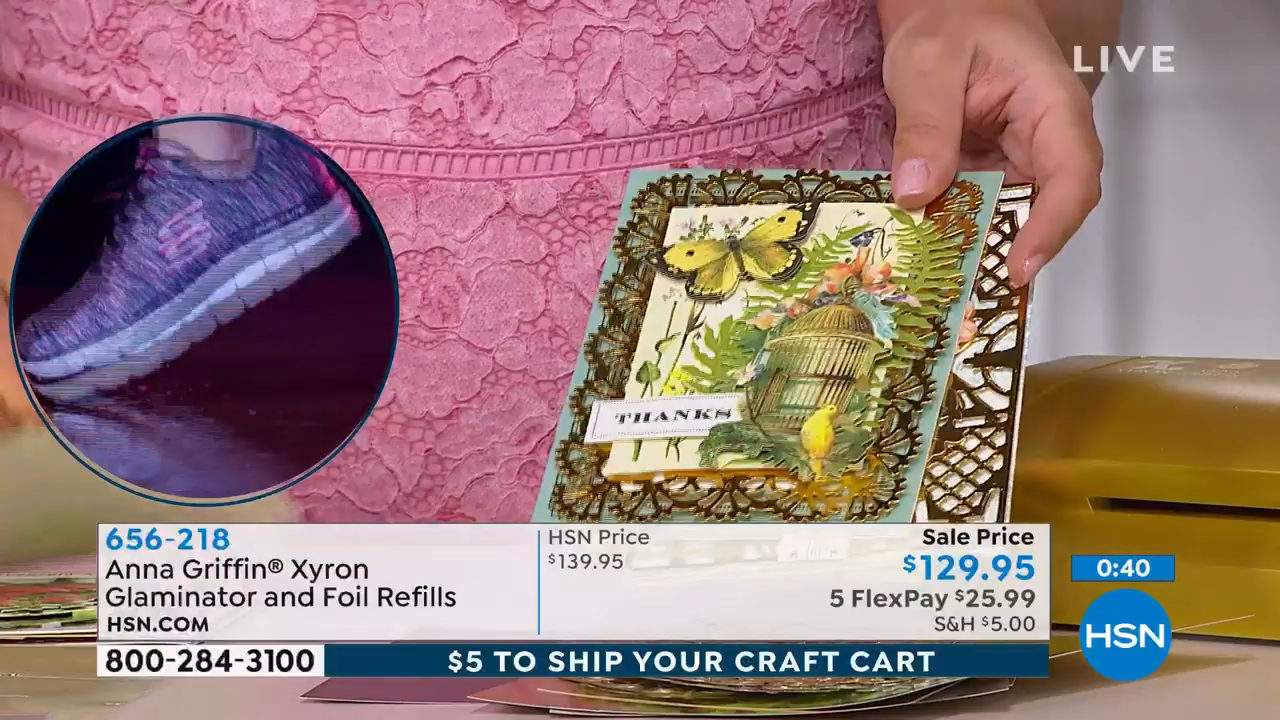 LIVE
THANKS
656-218
Anna Griffin® Xyron
Glaminator and Foil Refills
HSN.COM
HSN Price
$139.95
Sale Price
$129.95
5 FlexPay $25.99
S&H $5.00
0:40
HSN
800-284-3100
$5 TO SHIP YOUR CRAFT CART